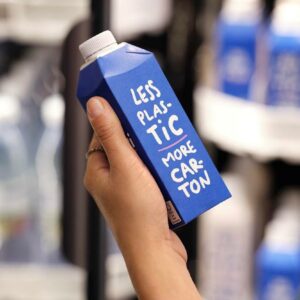 LESS
PLAS-
TiC
MORE
CAR-
TON